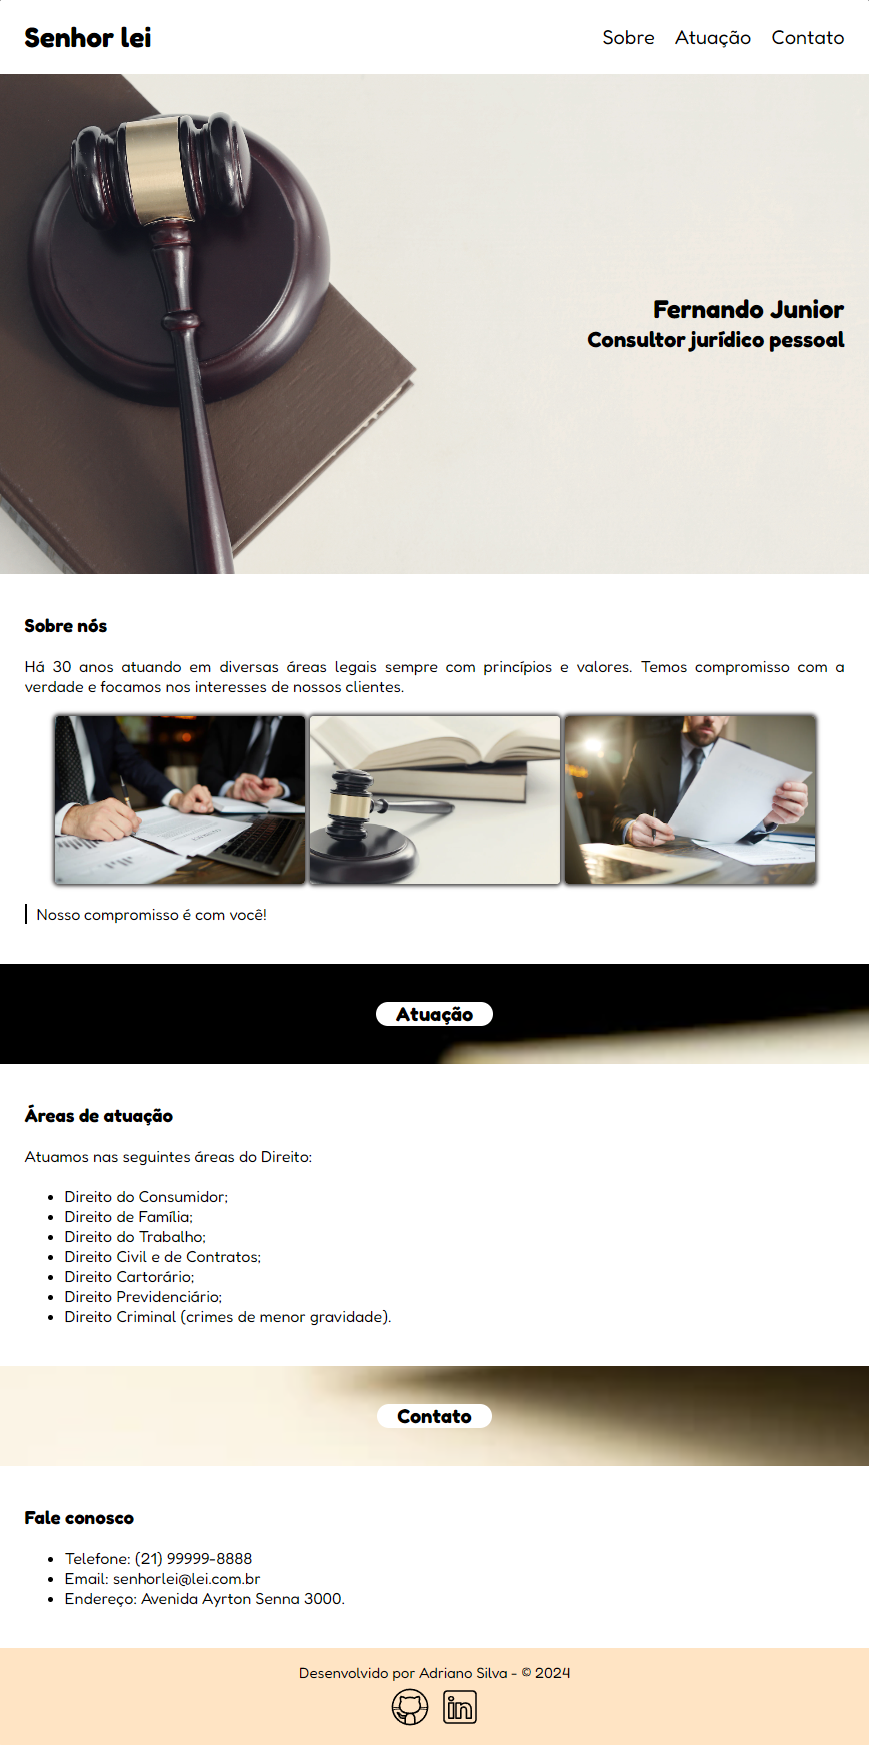 Senhor lei
Sobre Atuação Contato
Fernando Junior
Consultor jurídico pessoal
Sobre nós
Há 30 anos atuando em diversas áreas legais sempre com princípios e valores. Temos compromisso com a
verdade e focamos nos interesses de nossos clientes.
Nosso compromisso é com você!
Atuação
Áreas de atuação
Atuamos nas seguintes áreas do Direito:
• Direito do Consumidor;
• Direito de Família;
• Direito do Trabalho;
• Direito Civil e de Contratos;
• Direito Cartorário;
• Direito Previdenciário;
• Direito Criminal (crimes de menor gravidade).
Contato
Fale conosco
• Telefone: (21) 99999-8888
• Email: senhorlei@lei.com.br
• Endereço: Avenida Ayrton Senna 3000.
Desenvolvido por Adriano Silva - © 2024
in